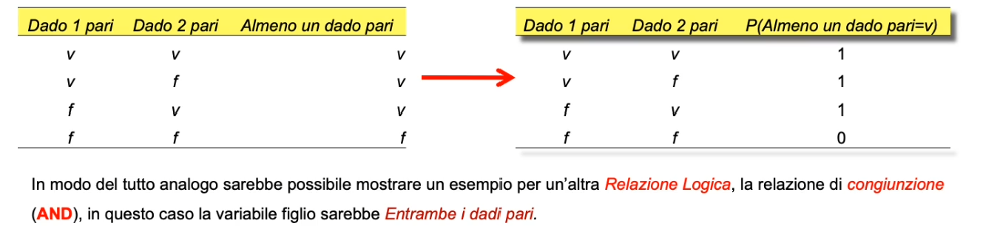 Dado 1 pari Dado 2 pari Almeno un dado pari Dado 1 pari Dado 2 pari P(Almeno un dado pari=v)
v v v v v 1
v f v v f 1
f v v f v 1
f f f f f 0
In modo del tutto analogo sarebbe possibile mostrare un esempio per un’altra Relazione Logica, la relazione di congiunzione
(AND), in questo caso la variabile figlio sarebbe Entrambe i dadi pari.